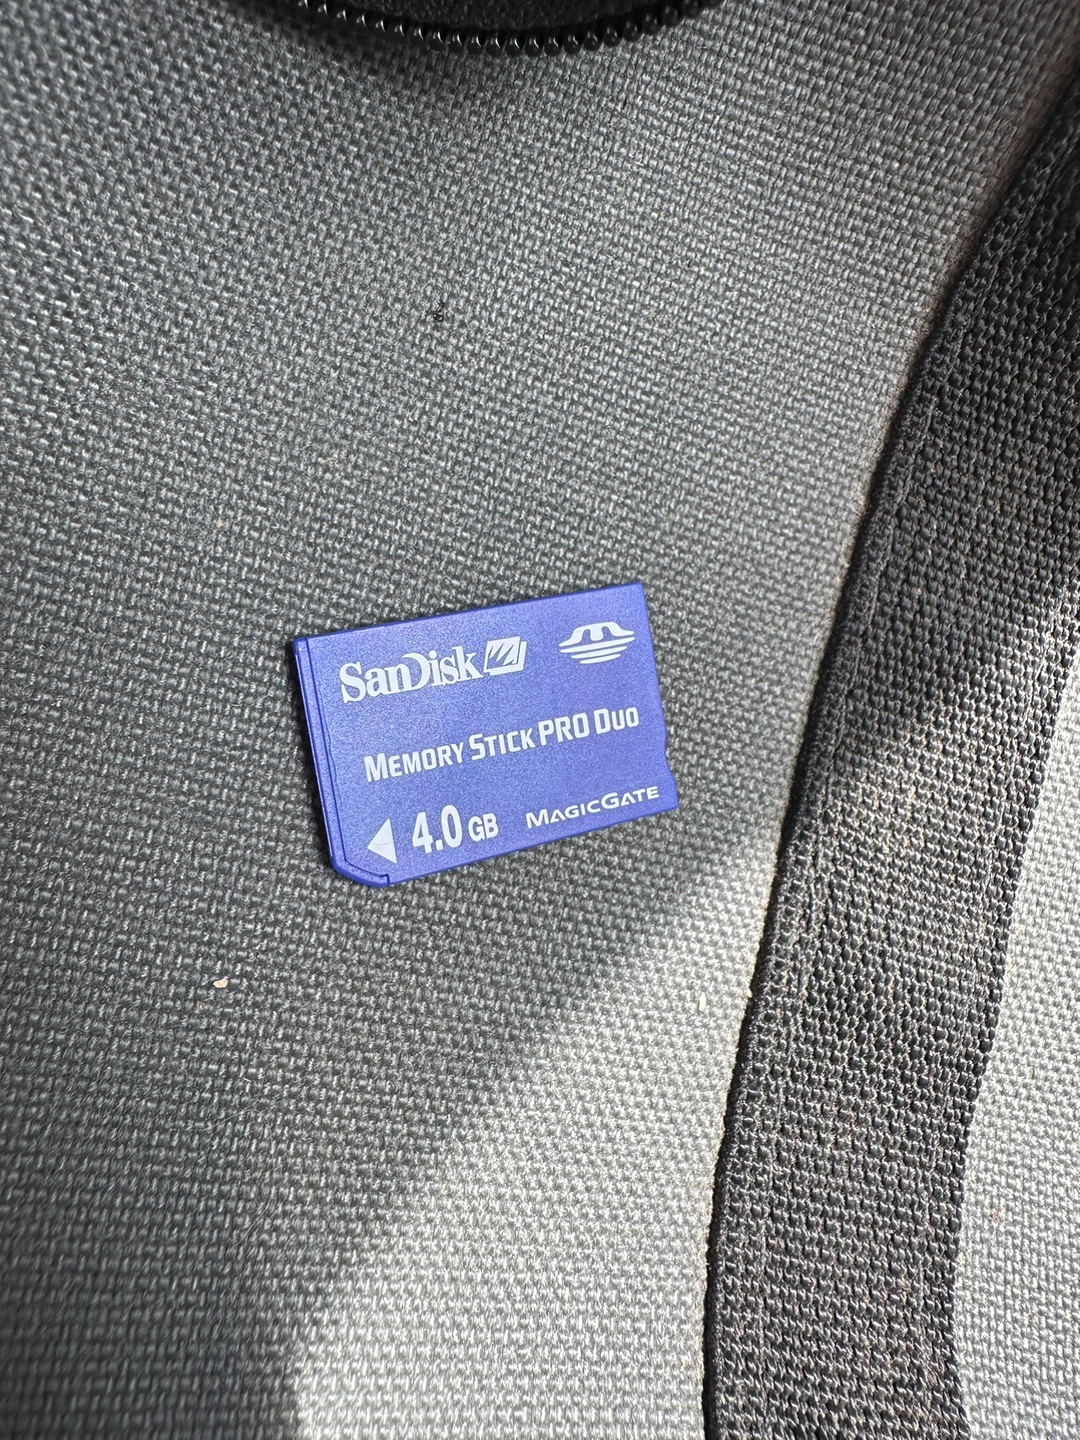 SanDisk
MEMORY STICK PRO DUO
4.0 GB MAGICGATE